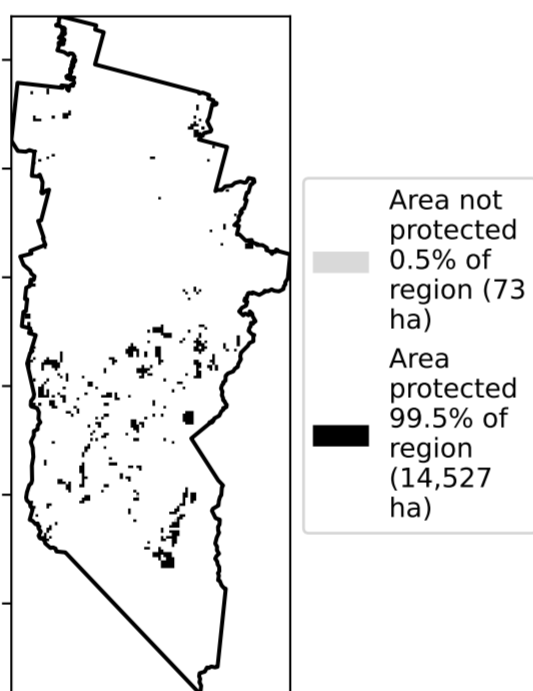 Area not
protected
0.5% of
region (73
ha)
Area
protected
99.5% of
region
(14,527
ha)